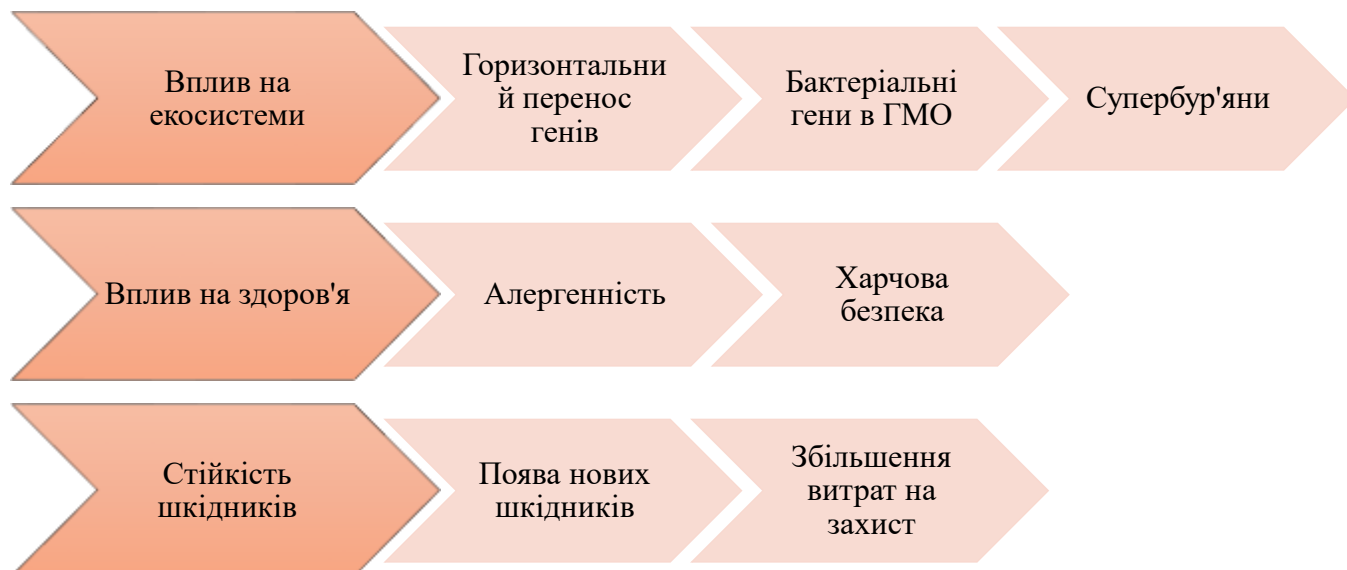 Вплив на
екосистеми
Горизонтальни
й перенос
генів
Бактеріальні
гени в ГМО
Супербур'яни
Вплив на здоров'я
Алергенність
Харчова
безпека
Стійкість
шкідників
Поява нових
шкідників
Збільшення
витрат на
захист